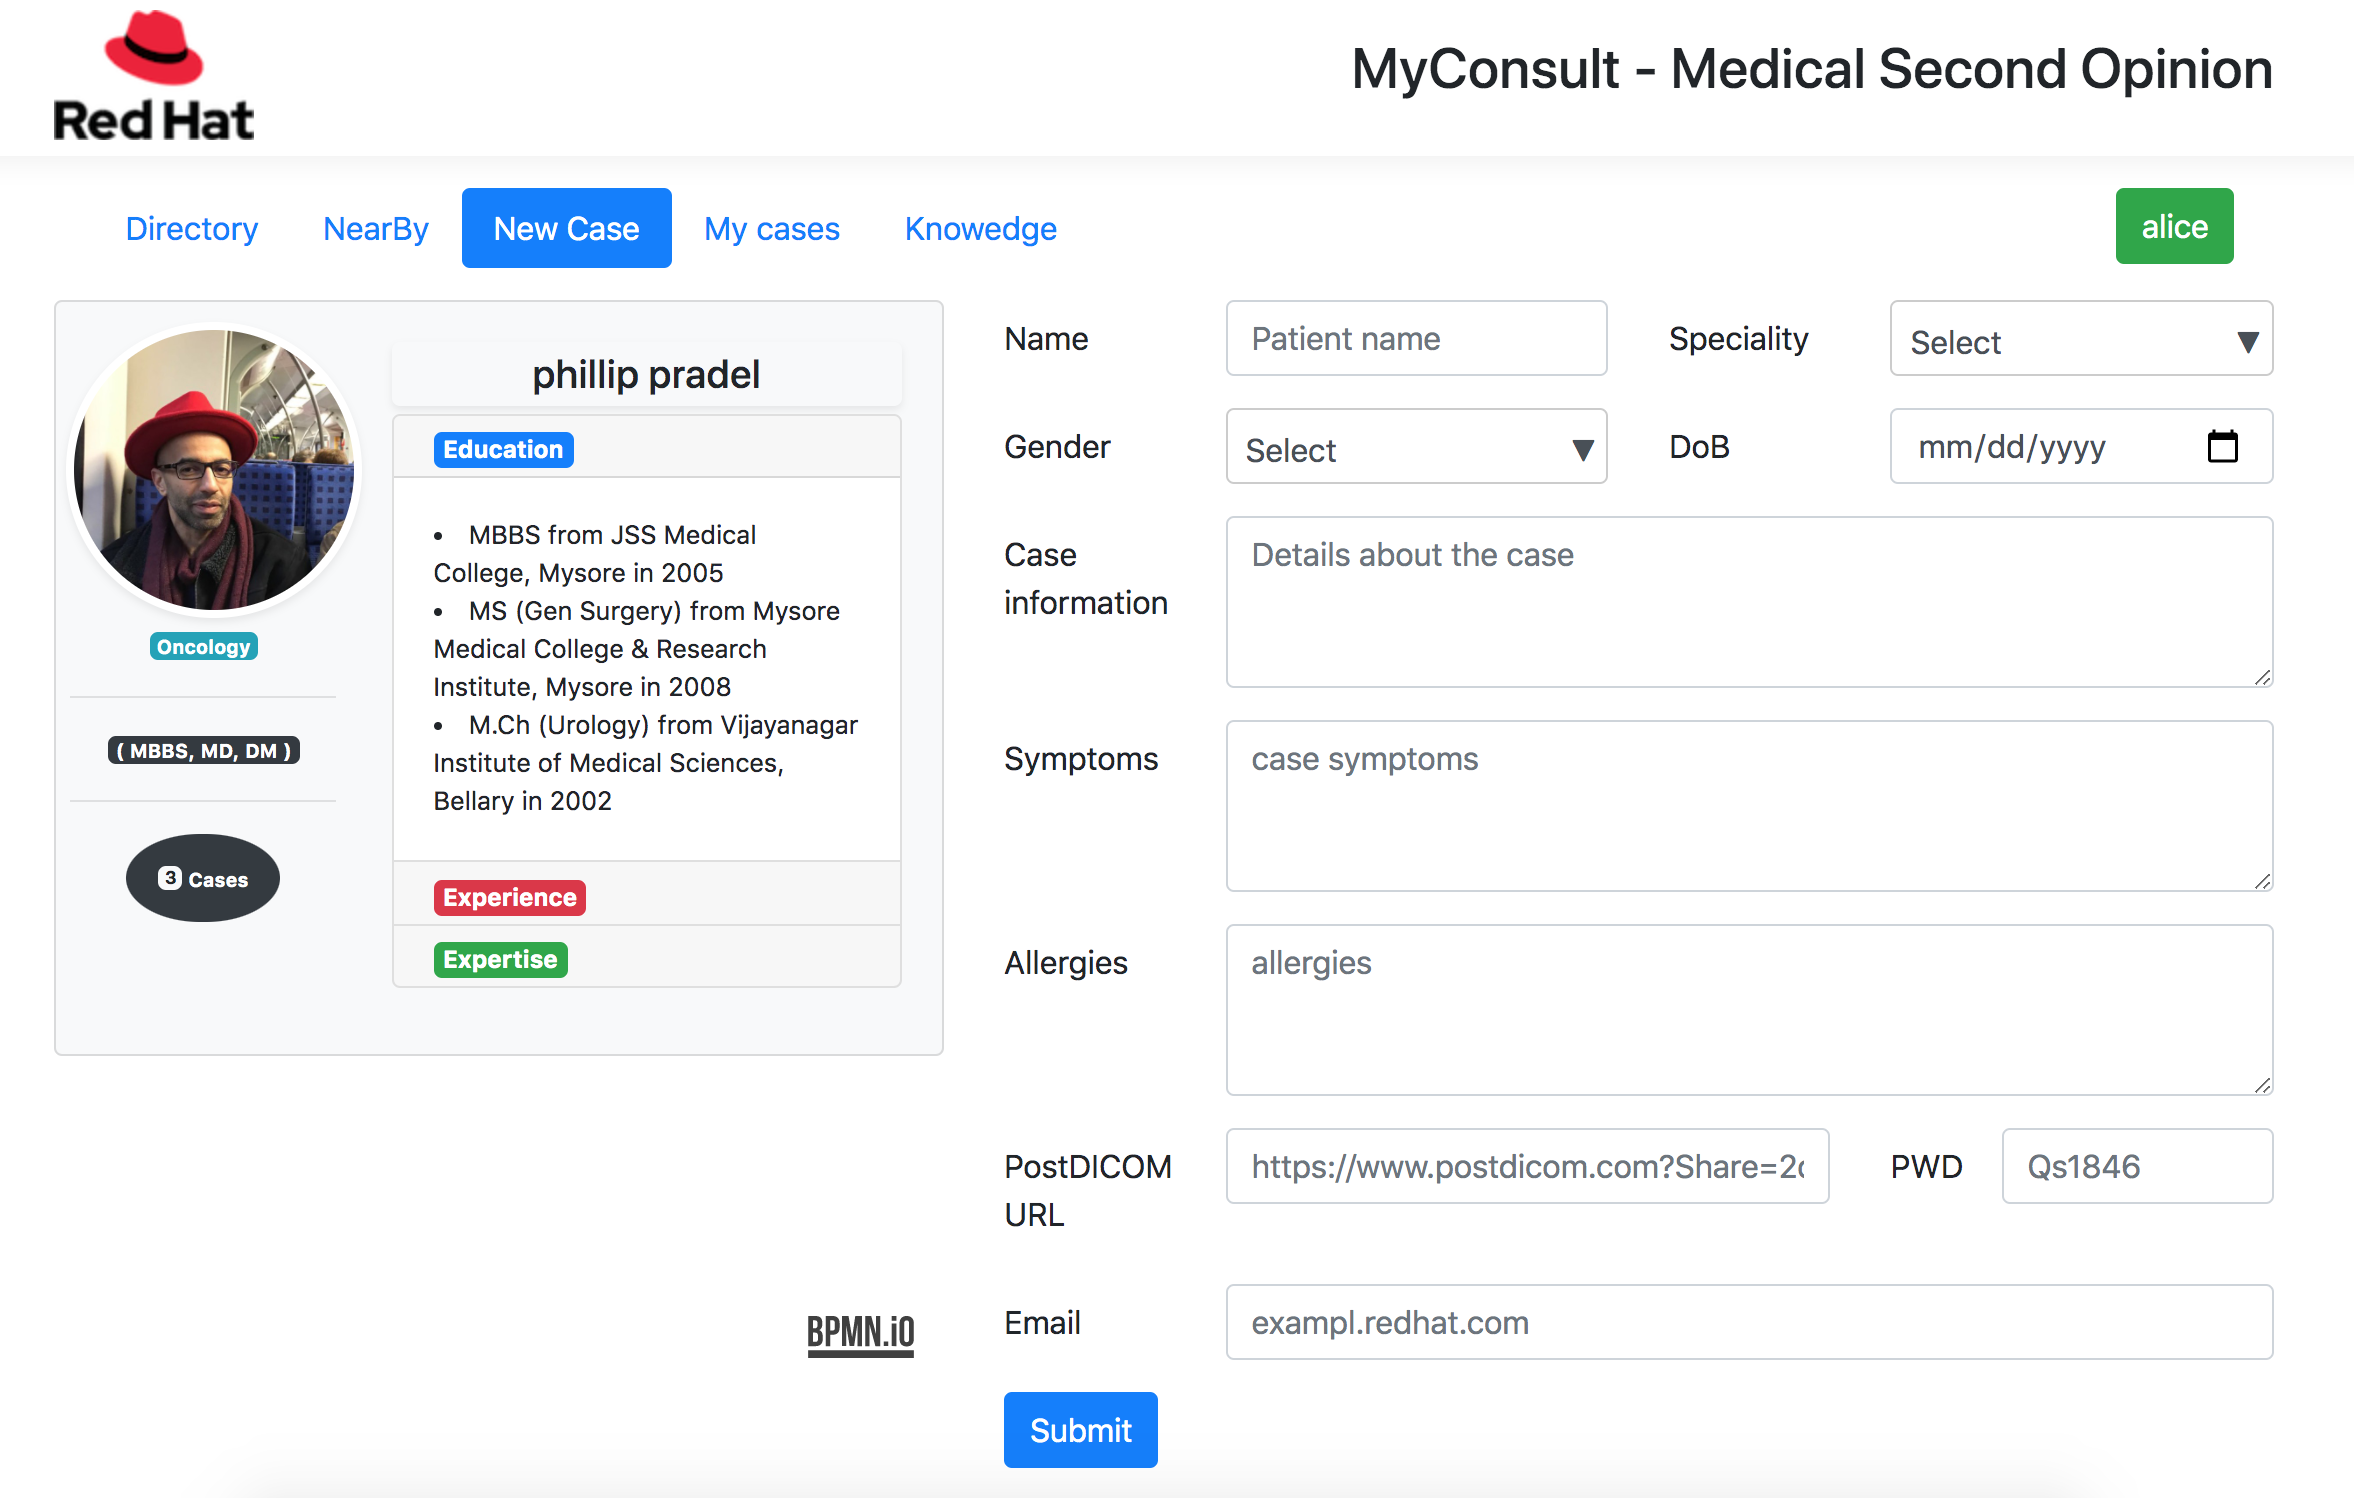 Red Hat
MyConsult - Medical Second Opinion
Directory NearBy New Case My cases Knowedge alice
phillip pradel
Education
• MBBS from JSS Medical
College, Mysore in 2005
• MS (Gen Surgery) from Mysore
Medical College & Research
Institute, Mysore in 2008
• M.Ch (Urology) from Vijayanagar
Institute of Medical Sciences,
Bellary in 2002
Experience
Expertise
Oncology
( MBBS, MD, DM )
3 Cases
BPMN.iO
Name Patient name Speciality Select
Gender Select DoB mm/dd/yyyy
Case
information
Details about the case
Symptoms case symptoms
Allergies allergies
PostDICOM
URL
https://www.postdicom.com?Share=2 PWD Qs1846
Email exampl.redhat.com
Submit